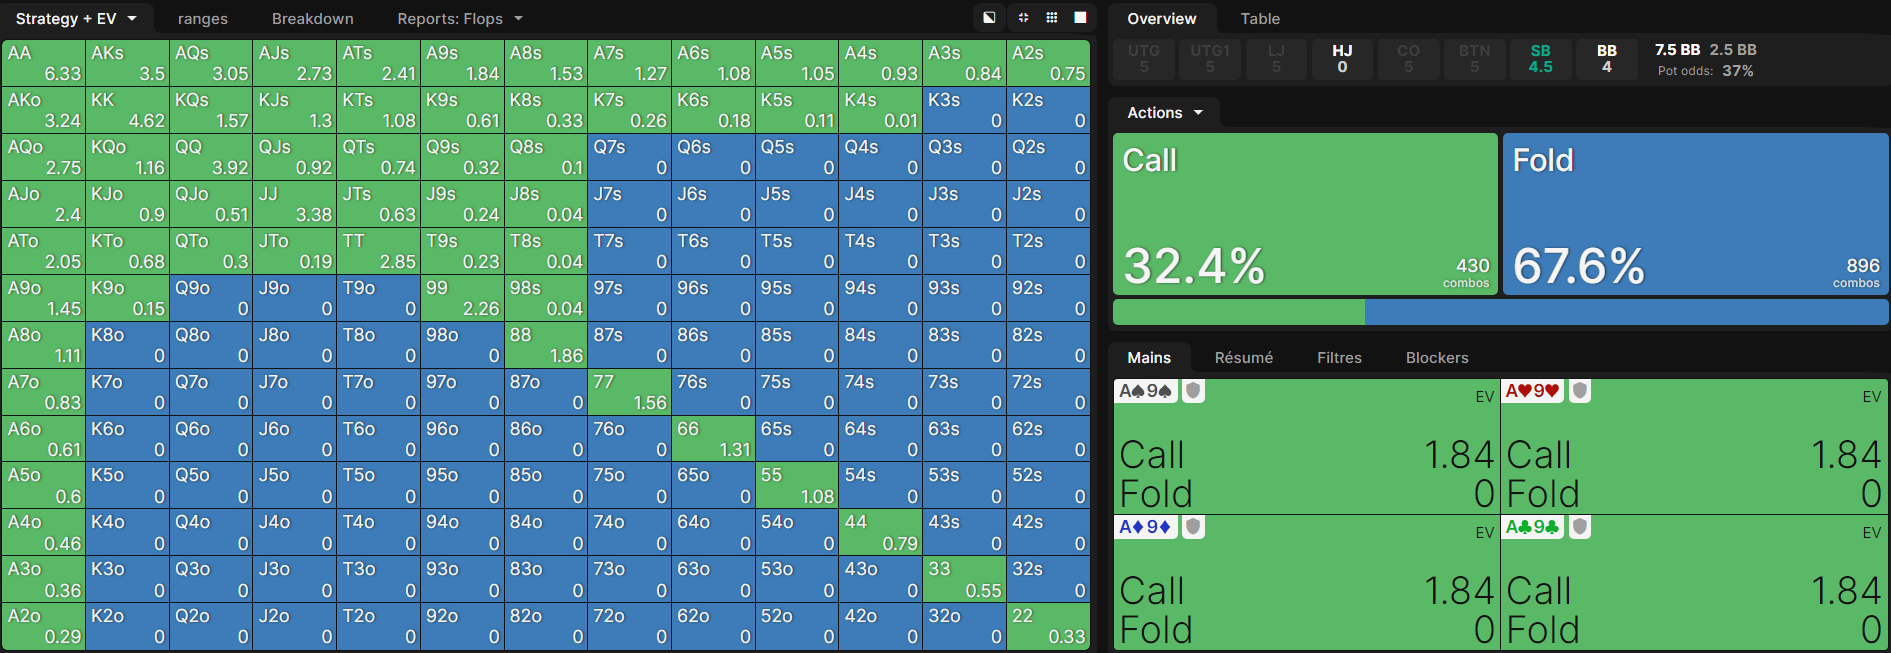 Strategy + EV ranges Breakdown Reports: Flops
AA AKs AQs AJs ATs A9s A8s A7s A6s A5s A4s A3s A2s
6.33 3.5 3.05 2.73 2.41 1.84 1.53 1.27 1.08 1.05 0.93 0.84 0.75
AKo KK KQs KJs KTs K9s K8s K7s K6s K5s K4s K3s K2s
3.24 4.62 1.57 1.3 1.08 0.61 0.33 0.26 0.18 0.11 0.01 0 0
AQo KQo QQ QJs QTs Q9s Q8s Q7s Q6s Q5s Q4s Q3s Q2s
2.75 1.16 3.92 0.92 0.74 0.32 0.1 0 0 0 0 0 0
AJo KJo QJo JJ JTs J9s J8s J7s J6s J5s J4s J3s J2s
2.4 0.9 0.51 3.38 0.63 0.24 0.04 0 0 0 0 0 0
ATo KTo QTo JTo TT T9s T8s T7s T6s T5s T4s T3s T2s
2.05 0.68 0.3 0.19 2.85 0.23 0.04 0 0 0 0 0 0
A9o K9o Q9o J9o T9o 99 98s 97s 96s 95s 94s 93s 92s
1.45 0.15 0 0 0 2.26 0.04 0 0 0 0 0 0
A8o K8o Q8o J8o T8o 98o 88 87s 86s 85s 84s 83s 82s
1.11 0 0 0 0 0 1.86 0 0 0 0 0 0
A7o K7o Q7o J7o T7o 97o 87o 77 76s 75s 74s 73s 72s
0.83 0 0 0 0 0 0 1.56 0 0 0 0 0
A6o K6o Q6o J6o T6o 96o 86o 76o 66 65s 64s 63s 62s
0.61 0 0 0 0 0 0 0 1.31 0 0 0 0
A5o K5o Q5o J5o T5o 95o 85o 75o 65o 55 54s 53s 52s
0.6 0 0 0 0 0 0 0 0 1.08 0 0 0
A4o K4o Q4o J4o T4o 94o 84o 74o 64o 54o 44 43s 42s
0.46 0 0 0 0 0 0 0 0 0 0.79 0 0
A3o K3o Q3o J3o T3o 93o 83o 73o 63o 53o 43o 33 32s
0.36 0 0 0 0 0 0 0 0 0 0 0.55 0
A2o K2o Q2o J2o T2o 92o 82o 72o 62o 52o 42o 32o 22
0.29 0 0 0 0 0 0 0 0 0 0 0 0.33
Overview Table
UTG UTG1 LJ HJ CO BTN SB BB 7.5 BB 2.5 BB
5 5 5 0 5 5 4.5 4 Pot odds: 37%
Actions
Call Fold
32.4% 430 combos 67.6% 896 combos
Mains Résumé Filtres Blockers
A♠9♠ EV A♥9♥ EV
Call 1.84 Call 1.84
Fold 0 Fold 0
A♦9♦ EV A♣9♣ EV
Call 1.84 Call 1.84
Fold 0 Fold 0